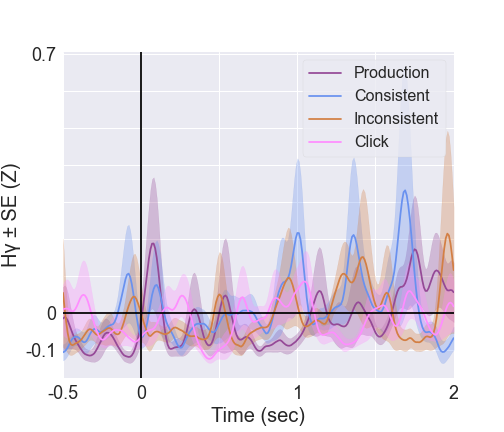 0.7
Production
Consistent
Inconsistent
Click
Hγ ± SE (Z)
0
-0.1
-0.5 0 1 2
Time (sec)